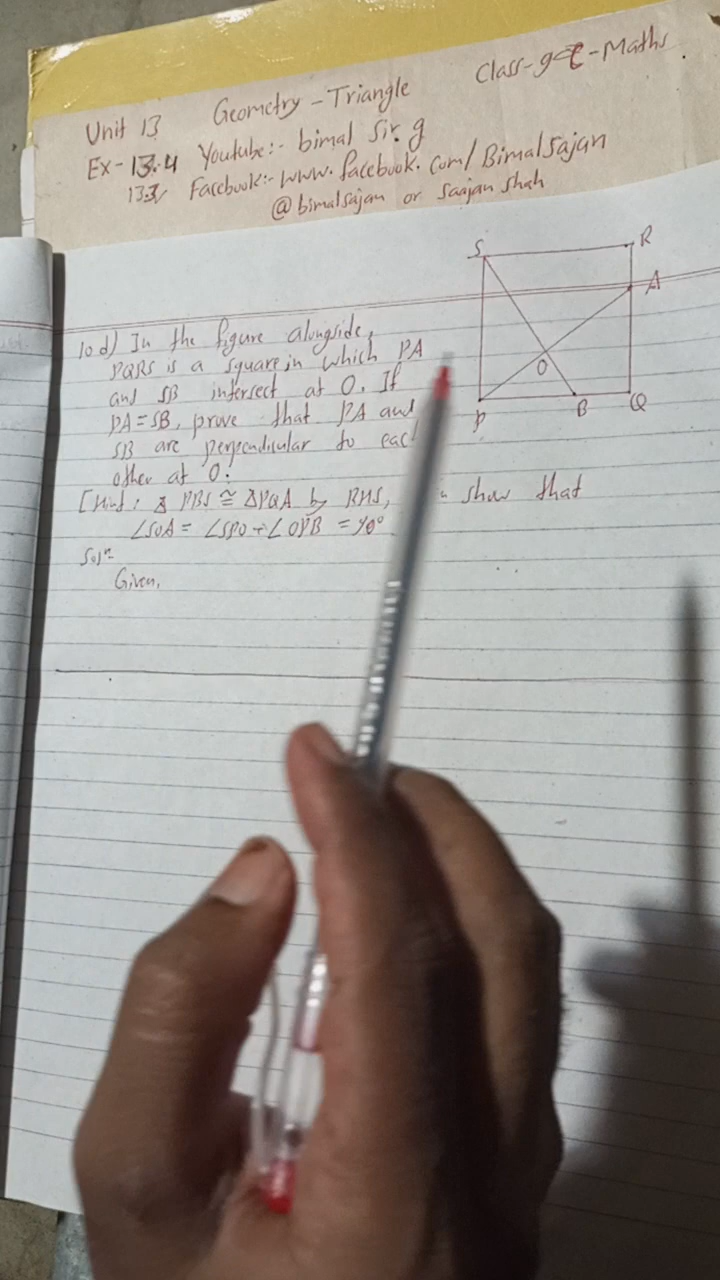 Unit 13 Geometry - Triangle Class-9 - Maths
Ex-13.4 Youtube:- bimal Sir g
13.3/ Facebook:- www.facebook.com/Bimalsajan
@bimalsajan or Saajan Shah
S R
A
O
P B Q
10.d) In the figure alongside,
PQRS is a square, in which PA
and SB intersect at O. If
PA = SB, prove that PA and
SB are perpendicular to eac
other at O.
[Hint: Δ PBS ≅ ΔPQA by RHS, show that
∠SOA = ∠SPO + ∠OPB = 90°
Solⁿ
Given,